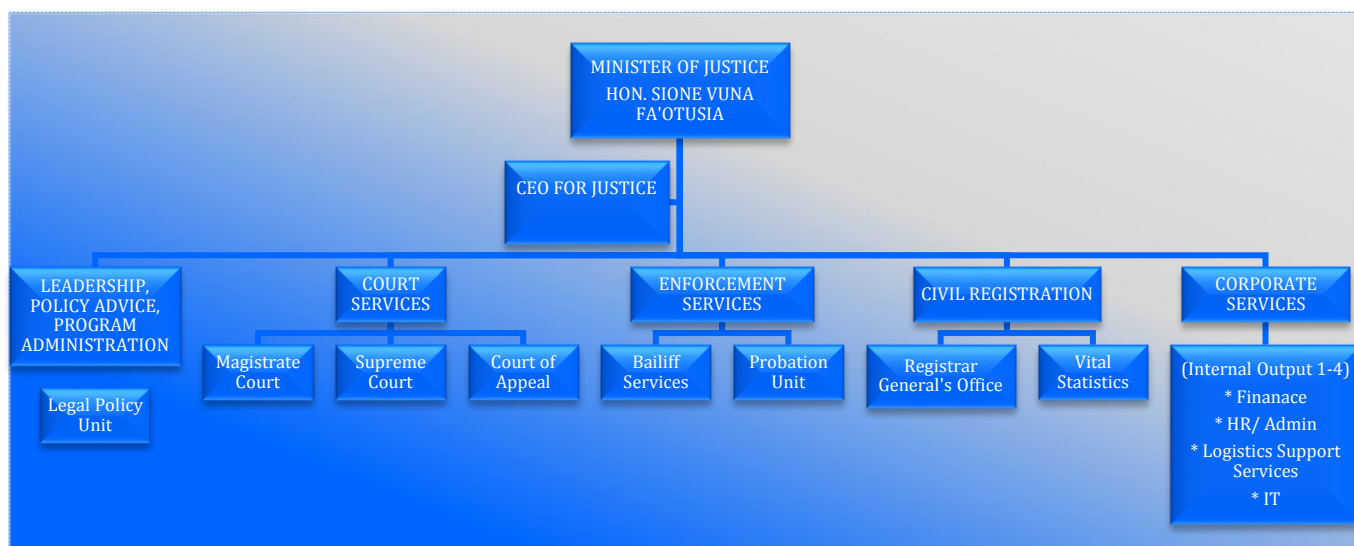 MINISTER OF JUSTICE
HON. SIONE VUNA
FA'OTUSIA
CEO FOR JUSTICE
LEADERSHIP,
POLICY ADVICE,
PROGRAM
ADMINISTRATION
Legal Policy
Unit
COURT
SERVICES
Magistrate
Court
Supreme
Court
Court of
Appeal
ENFORCEMENT
SERVICES
Bailiff
Services
Probation
Unit
CIVIL REGISTRATION
Registrar
General's Office
Vital
Statistics
CORPORATE
SERVICES
(Internal Output 1-4)
* Finanace
* HR/ Admin
* Logistics Support
Services
* IT